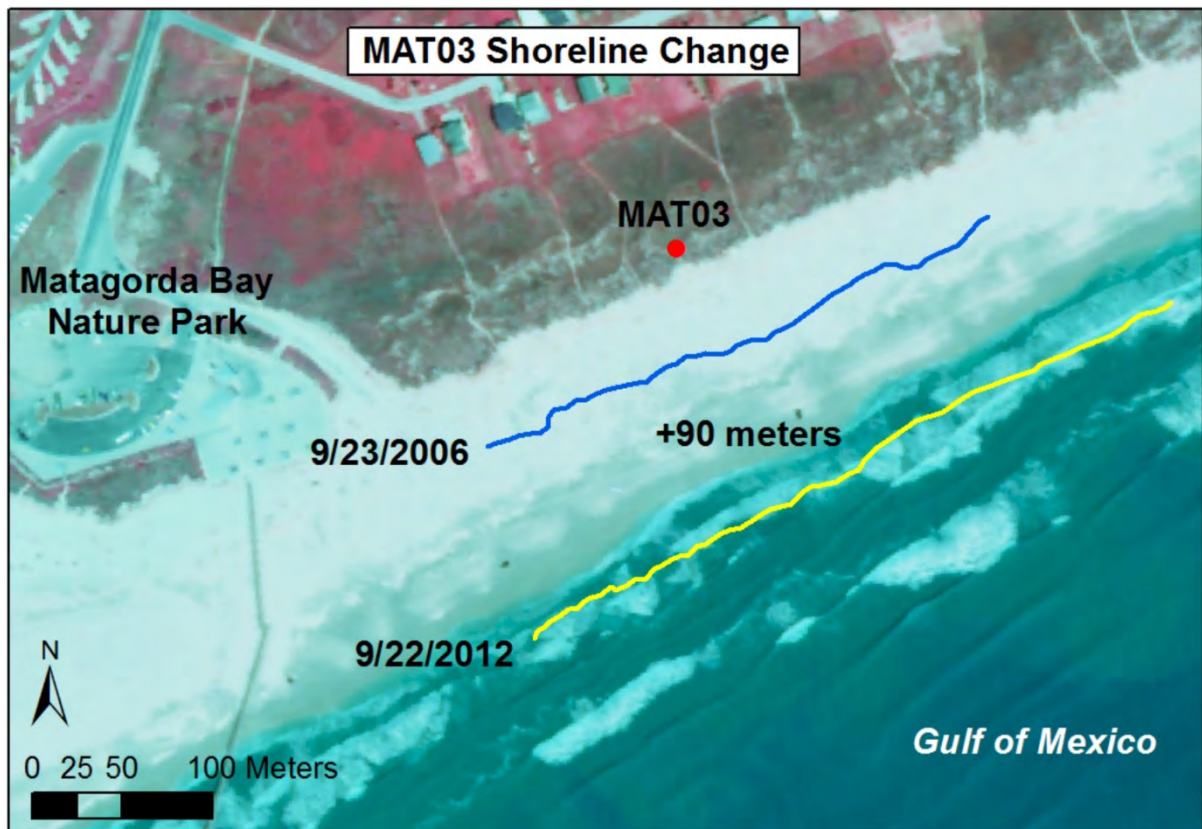 MAT03 Shoreline Change
MAT03
Matagorda Bay
Nature Park
9/23/2006
+90 meters
9/22/2012
N
0 25 50 100 Meters
Gulf of Mexico